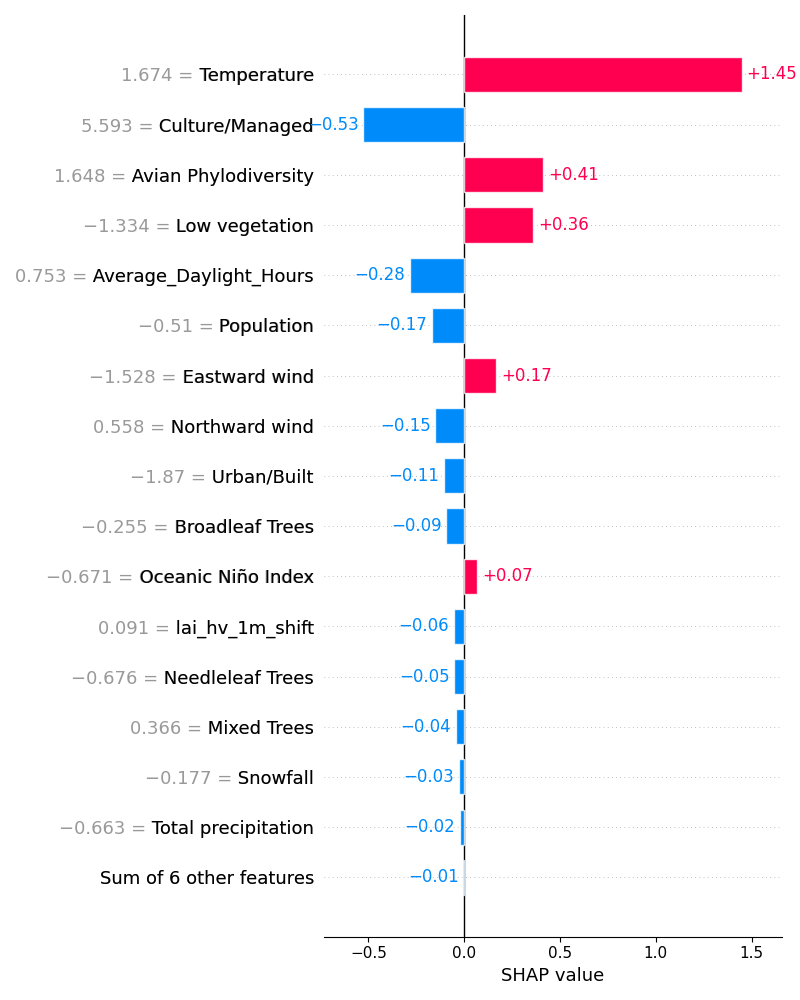 1.674 = Temperature +1.45
5.593 = Culture/Managed −0.53
1.648 = Avian Phylodiversity +0.41
−1.334 = Low vegetation +0.36
0.753 = Average_Daylight_Hours −0.28
−0.51 = Population −0.17
−1.528 = Eastward wind +0.17
0.558 = Northward wind −0.15
−1.87 = Urban/Built −0.11
−0.255 = Broadleaf Trees −0.09
−0.671 = Oceanic Niño Index +0.07
0.091 = lai_hv_1m_shift −0.06
−0.676 = Needleleaf Trees −0.05
0.366 = Mixed Trees −0.04
−0.177 = Snowfall −0.03
−0.663 = Total precipitation −0.02
Sum of 6 other features −0.01
−0.5 0.0 0.5 1.0 1.5
SHAP value